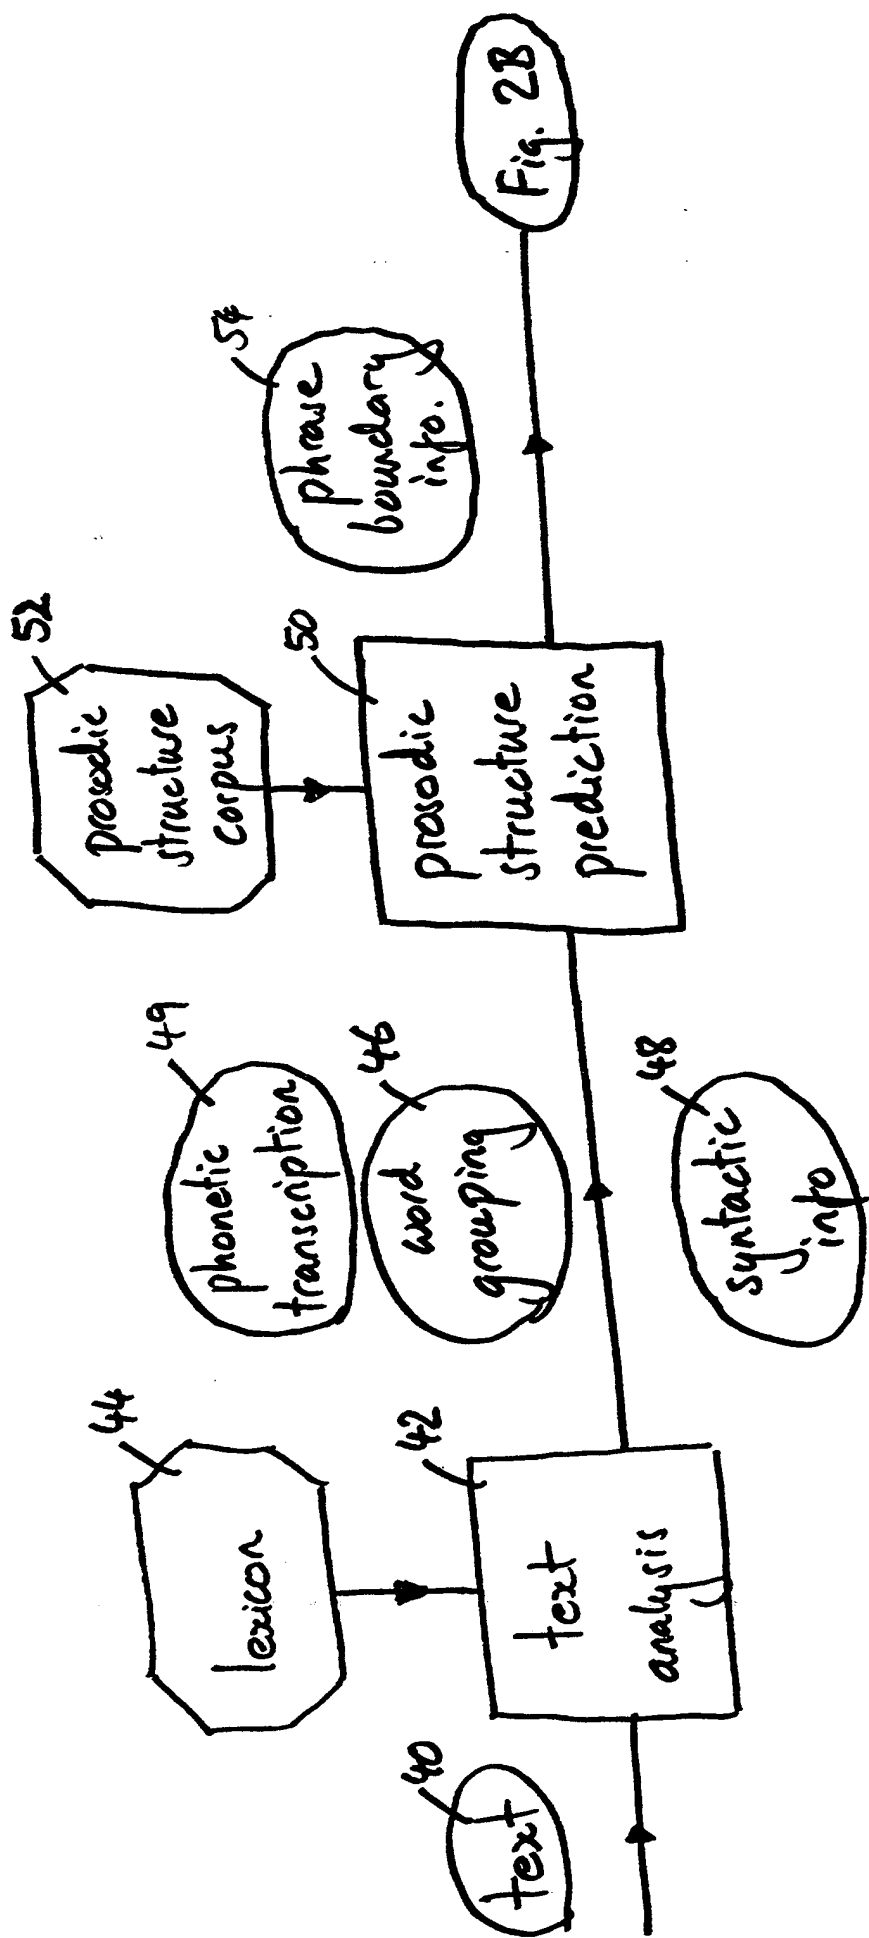 40
text
44
lexicon
42
text
analysis
49
phonetic
transcription
46
word
grouping
48
syntactic
info
52
prosodic
structure
corpus
50
prosodic
structure
prediction
54
phrase
boundary
info.
Fig. 2B